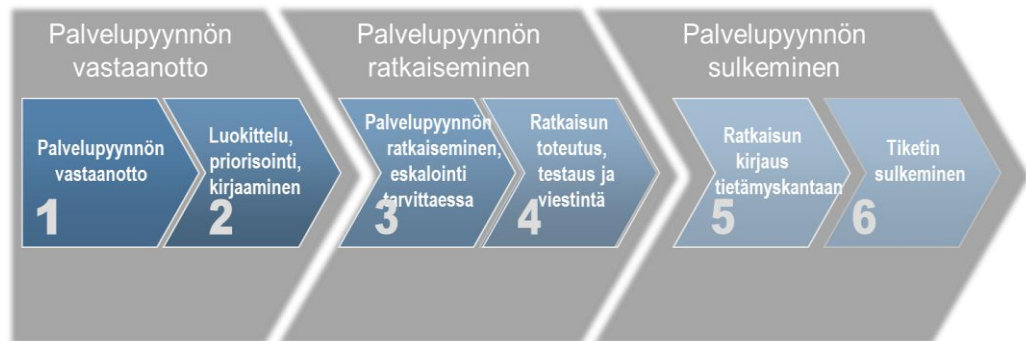 Palvelupyynnön
vastaanotto
Palvelupyynnön
vastaanotto
1
Luokittelu,
priorisointi,
kirjaaminen
2
Palvelupyynnön
ratkaiseminen
Palvelupyynnön
ratkaiseminen,
eskalointi
tarvittaessa
3
Ratkaisun
toteutus,
testaus ja
viestintä
4
Palvelupyynnön
sulkeminen
Ratkaisun
kirjaus
tietämyskantaan
5
Tiketin
sulkeminen
6